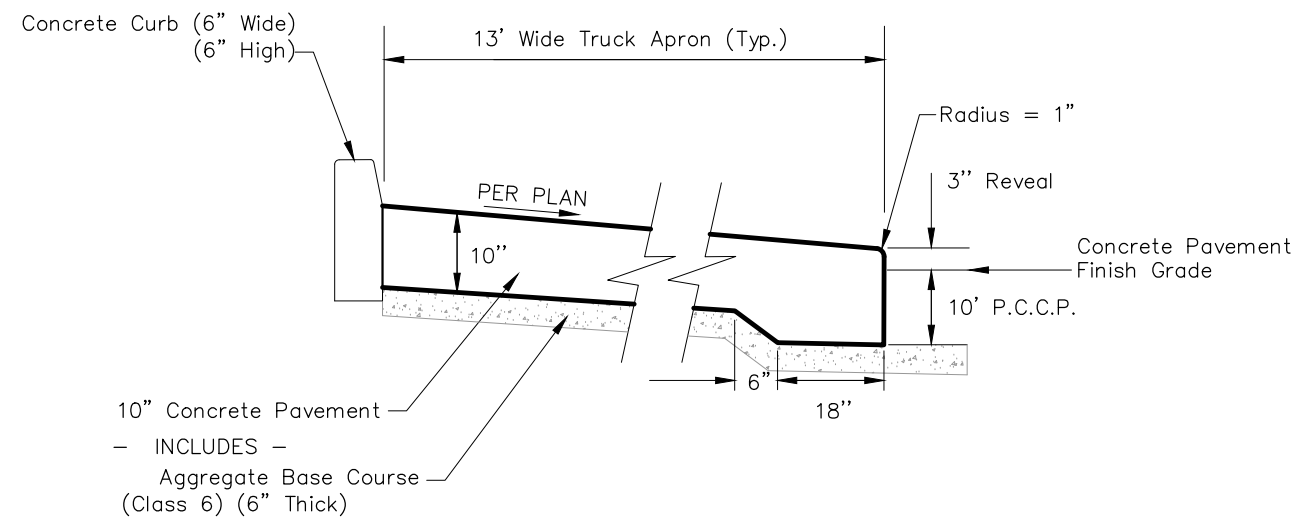 Concrete Curb (6" Wide)
(6" High)
13' Wide Truck Apron (Typ.)
Radius = 1"
3'' Reveal
PER PLAN
10''
Concrete Pavement
Finish Grade
10' P.C.C.P.
6"
18''
10" Concrete Pavement
- INCLUDES -
Aggregate Base Course
(Class 6) (6" Thick)